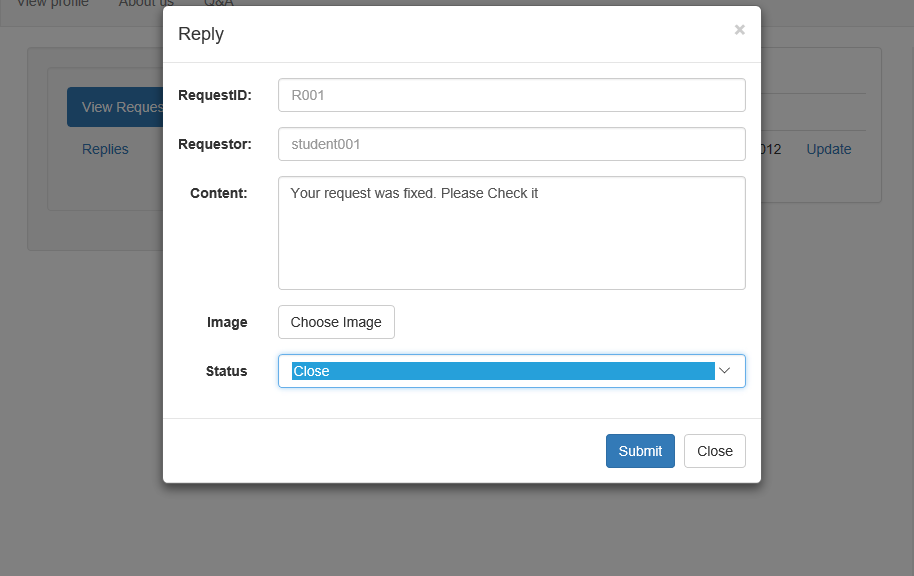 View profile About us Q&A
Reply ×
RequestID: R001
View Reques
Requestor: student001
Replies
012 Update
Content: Your request was fixed. Please Check it
Image Choose Image
Status Close
Submit Close